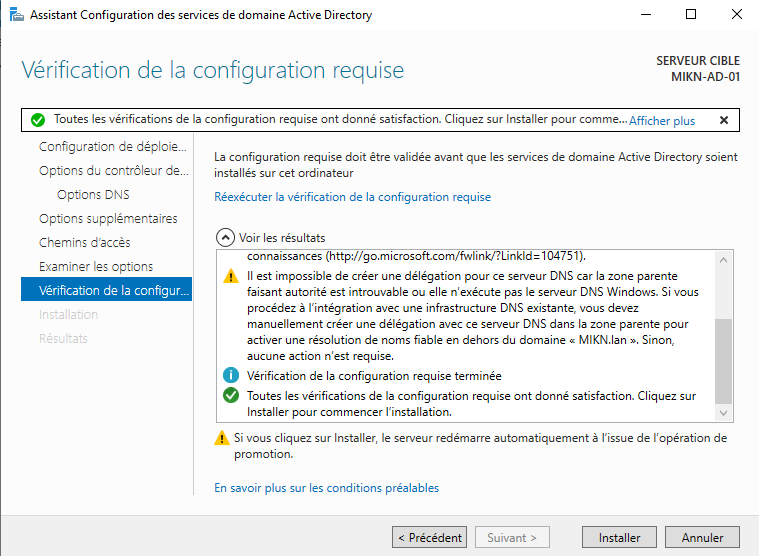 Assistant Configuration des services de domaine Active Directory
Vérification de la configuration requise
SERVEUR CIBLE
MIKN-AD-01
Toutes les vérifications de la configuration requise ont donné satisfaction. Cliquez sur Installer pour comme...
Afficher plus
Configuration de déploie...
Options du contrôleur de...
Options DNS
Options supplémentaires
Chemins d'accès
Examiner les options
Vérification de la configur...
Installation
Résultats
La configuration requise doit être validée avant que les services de domaine Active Directory soient
installés sur cet ordinateur
Réexécuter la vérification de la configuration requise
Voir les résultats
connaissances (http://go.microsoft.com/fwlink/?LinkId=104751).
Il est impossible de créer une délégation pour ce serveur DNS car la zone parente
faisant autorité est introuvable ou elle n'exécute pas le serveur DNS Windows. Si vous
procédez à l'intégration avec une infrastructure DNS existante, vous devez
manuellement créer une délégation avec ce serveur DNS dans la zone parente pour
activer une résolution de noms fiable en dehors du domaine « MIKN.lan ». Sinon,
aucune action n'est requise.
Vérification de la configuration requise terminée
Toutes les vérifications de la configuration requise ont donné satisfaction. Cliquez sur
Installer pour commencer l'installation.
Si vous cliquez sur Installer, le serveur redémarre automatiquement à l'issue de l'opération de
promotion.
En savoir plus sur les conditions préalables
< Précédent
Suivant >
Installer
Annuler